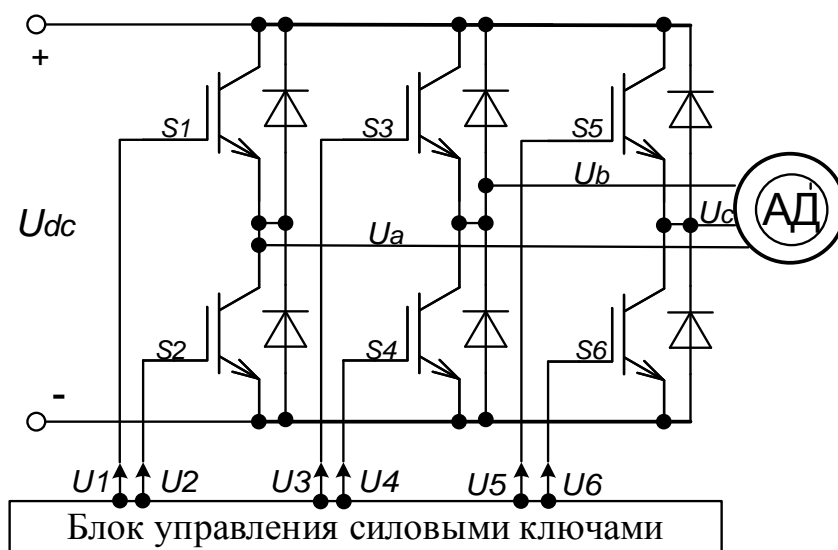 +
S1 S3 S5
Ub
Udc
Ua
Uc
АД
S2 S4 S6
-
U1 U2 U3 U4 U5 U6
Блок управления силовыми ключами